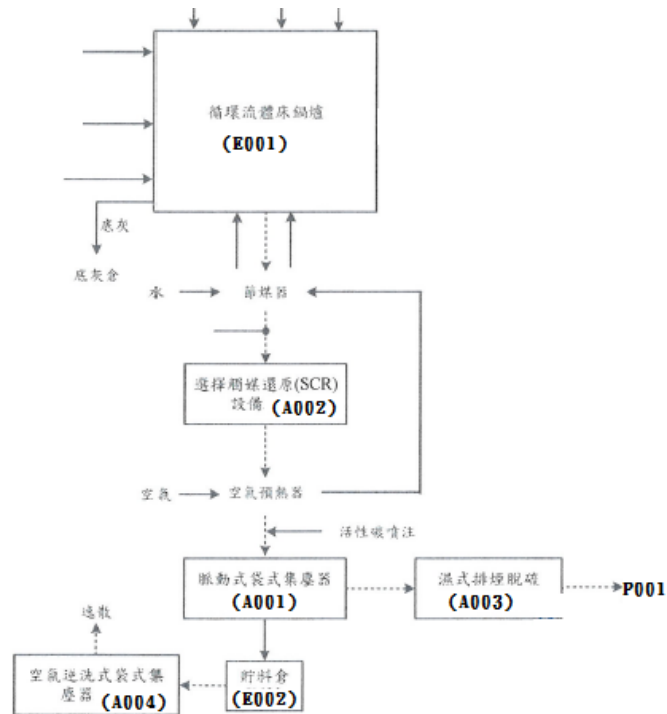 循環流體床鍋爐
(E001)
底灰
底灰倉
水
節煤器
選擇觸媒還原(SCR)
設備 (A002)
空氣
空氣預熱器
活性碳噴注
脈動式袋式集塵器
(A001)
濕式排煙脫硫
(A003)
P001
逸散
空氣逆洗式袋式集
塵器 (A004)
貯料倉
(E002)